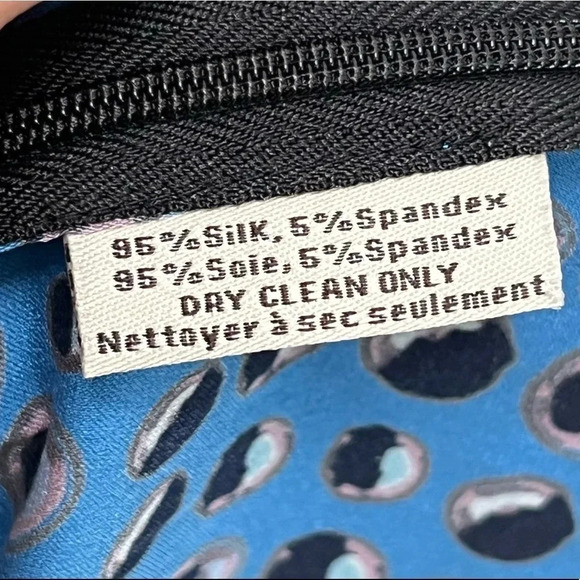 95%Silk, 5%Spandex
95%Soie, 5%Spandex
DRY CLEAN ONLY
Nettoyer à sec seulement